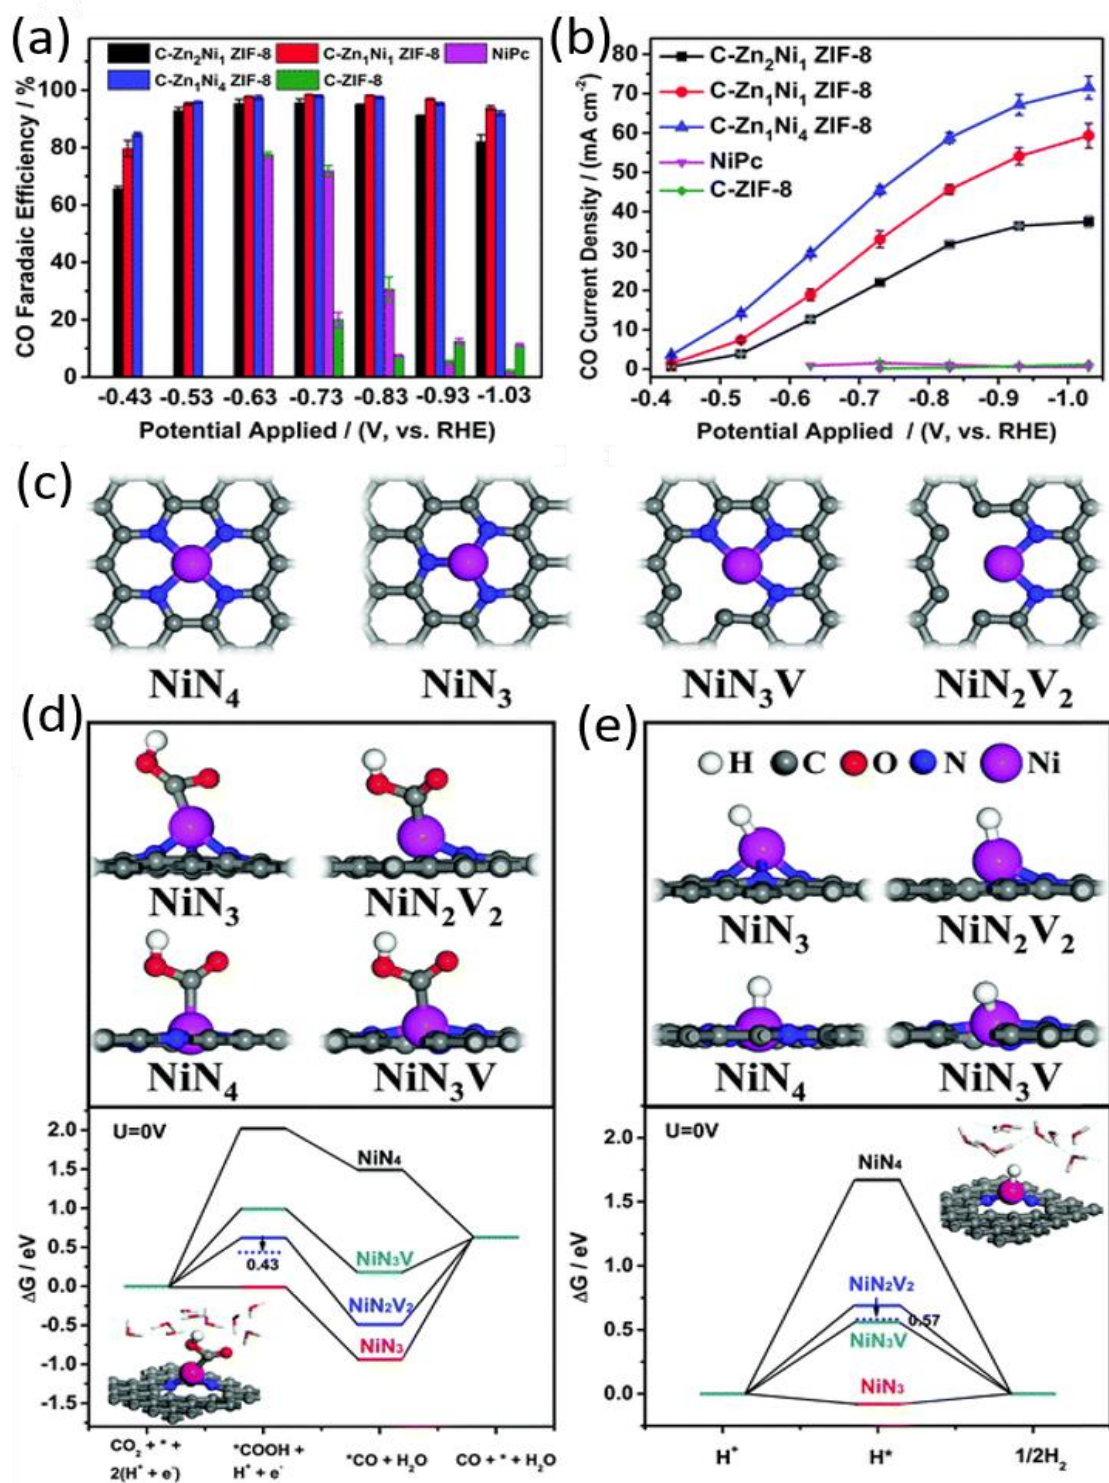 (a)
C-Zn₂Ni₁ ZIF-8 C-Zn₁Ni₁ ZIF-8 NiPc
C-Zn₁Ni₄ ZIF-8 C-ZIF-8
CO Faradaic Efficiency / %
100
80
60
40
20
0
-0.43 -0.53 -0.63 -0.73 -0.83 -0.93 -1.03
Potential Applied / (V, vs. RHE)
(b)
C-Zn₂Ni₁ ZIF-8
C-Zn₁Ni₁ ZIF-8
C-Zn₁Ni₄ ZIF-8
NiPc
C-ZIF-8
CO Current Density / (mA cm⁻²)
80
70
60
50
40
30
20
10
0
-0.4 -0.5 -0.6 -0.7 -0.8 -0.9 -1.0
Potential Applied / (V, vs. RHE)
(c)
NiN₄ NiN₃ NiN₃V NiN₂V₂
(d)
NiN₃ NiN₂V₂
NiN₄ NiN₃V
U=0V
ΔG / eV
2.0
1.5
1.0
0.5
0.0
-0.5
-1.0
-1.5
NiN₄
NiN₃V
0.43
NiN₂V₂
NiN₃
CO₂ + * + 2(H⁺ + e⁻)
*COOH + H⁺ + e⁻
*CO + H₂O
CO + * + H₂O
(e)
H C O N Ni
NiN₃ NiN₂V₂
NiN₄ NiN₃V
U=0V
ΔG / eV
2.0
1.5
1.0
0.5
0.0
NiN₄
NiN₂V₂
0.57
NiN₃V
NiN₃
H⁺ H* 1/2H₂